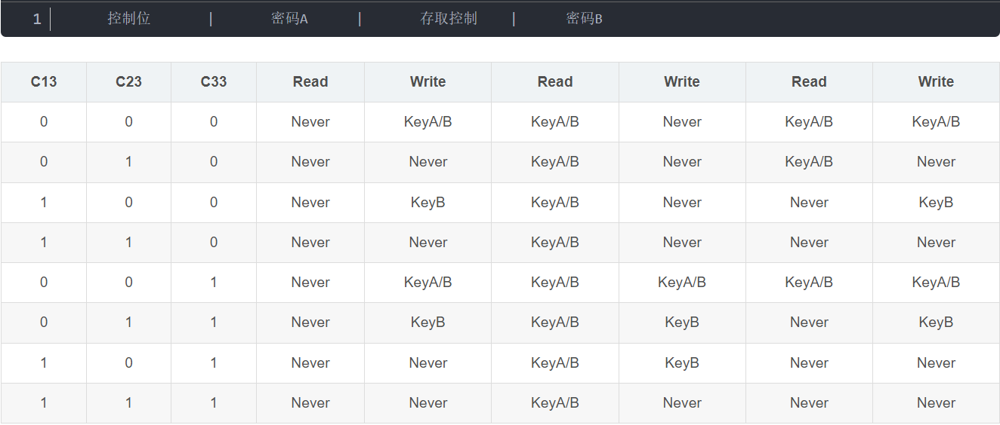 1 控制位 | 密码A | 存取控制 | 密码B
C13 C23 C33 Read Write Read Write Read Write
0 0 0 Never KeyA/B KeyA/B Never KeyA/B KeyA/B
0 1 0 Never Never KeyA/B Never KeyA/B Never
1 0 0 Never KeyB KeyA/B Never Never KeyB
1 1 0 Never Never KeyA/B Never Never Never
0 0 1 Never KeyA/B KeyA/B KeyA/B KeyA/B KeyA/B
0 1 1 Never KeyB KeyA/B KeyB Never KeyB
1 0 1 Never Never KeyA/B KeyB Never Never
1 1 1 Never Never KeyA/B Never Never Never